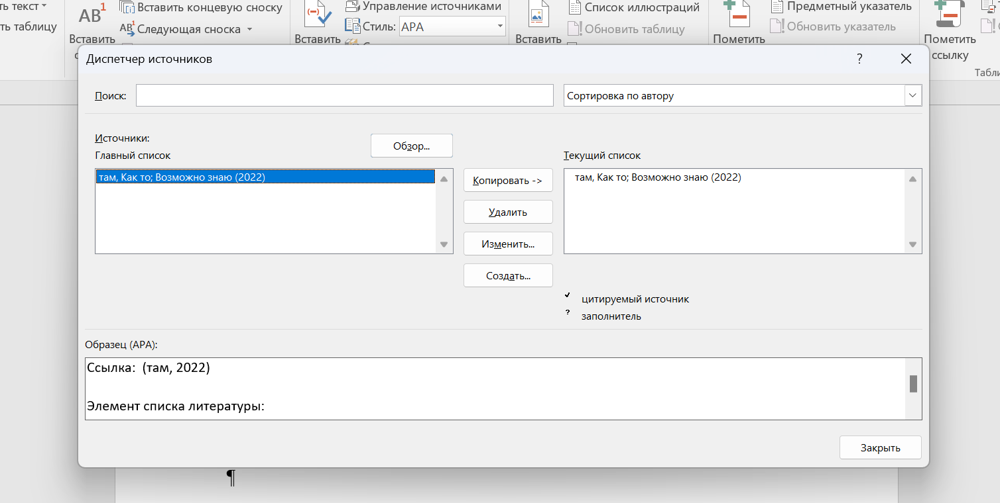 ть текст
AB1
Вставить концевую сноску
Управление источниками
Список иллюстраций
Предметный указатель
ть таблицу
AB1 Следующая сноска
Стиль: APA
Обновить таблицу
Обновить указатель
Вставить
Вставить
Вставить
Пометить
Пометить
ссылку
Диспетчер источников
? 
Поиск:
Сортировка по автору
Источники:
Обзор...
Главный список
Текущий список
там, Как то; Возможно знаю (2022)
там, Как то; Возможно знаю (2022)
Копировать ->
Удалить
Изменить...
Создать...
цитируемый источник
? заполнитель
Образец (APA):
Ссылка: (там, 2022)
Элемент списка литературы:
Закрыть
¶